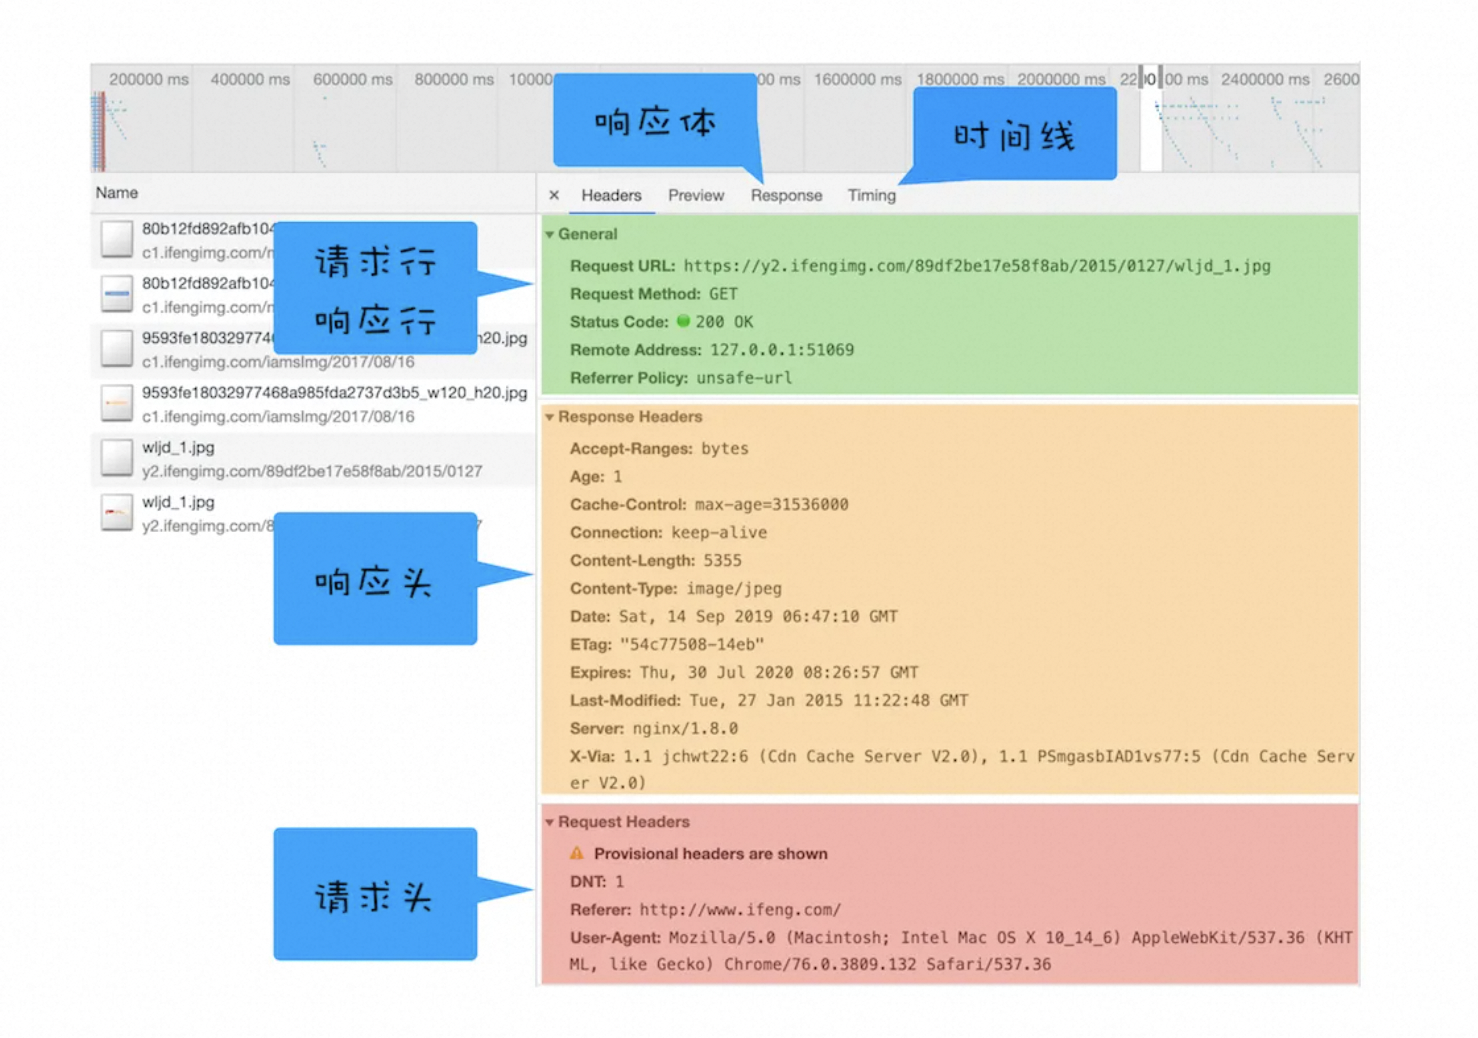 200000 ms 400000 ms 600000 ms 800000 ms 10000 00 ms 1600000 ms 1800000 ms 2000000 ms 22 00 ms 2400000 ms 2600
响应体
时间线
Name
× Headers Preview Response Timing
80b12fd892afb104
c1.ifengimg.com/
80b12fd892afb104
c1.ifengimg.com/
9593fe1803297746 h20.jpg
c1.ifengimg.com/iamsImg/2017/08/16
9593fe18032977468a985fda2737d3b5_w120_h20.jpg
c1.ifengimg.com/iamsImg/2017/08/16
wljd_1.jpg
y2.ifengimg.com/89df2be17e58f8ab/2015/0127
wljd_1.jpg
y2.ifengimg.com/8
请求行
响应行
General
Request URL: https://y2.ifengimg.com/89df2be17e58f8ab/2015/0127/wljd_1.jpg
Request Method: GET
Status Code: 200 OK
Remote Address: 127.0.0.1:51069
Referrer Policy: unsafe-url
响应头
Response Headers
Accept-Ranges: bytes
Age: 1
Cache-Control: max-age=31536000
Connection: keep-alive
Content-Length: 5355
Content-Type: image/jpeg
Date: Sat, 14 Sep 2019 06:47:10 GMT
ETag: "54c77508-14eb"
Expires: Thu, 30 Jul 2020 08:26:57 GMT
Last-Modified: Tue, 27 Jan 2015 11:22:48 GMT
Server: nginx/1.8.0
X-Via: 1.1 jchwt22:6 (Cdn Cache Server V2.0), 1.1 PSmgasbIAD1vs77:5 (Cdn Cache Serv
er V2.0)
请求头
Request Headers
Provisional headers are shown
DNT: 1
Referer: http://www.ifeng.com/
User-Agent: Mozilla/5.0 (Macintosh; Intel Mac OS X 10_14_6) AppleWebKit/537.36 (KHT
ML, like Gecko) Chrome/76.0.3809.132 Safari/537.36